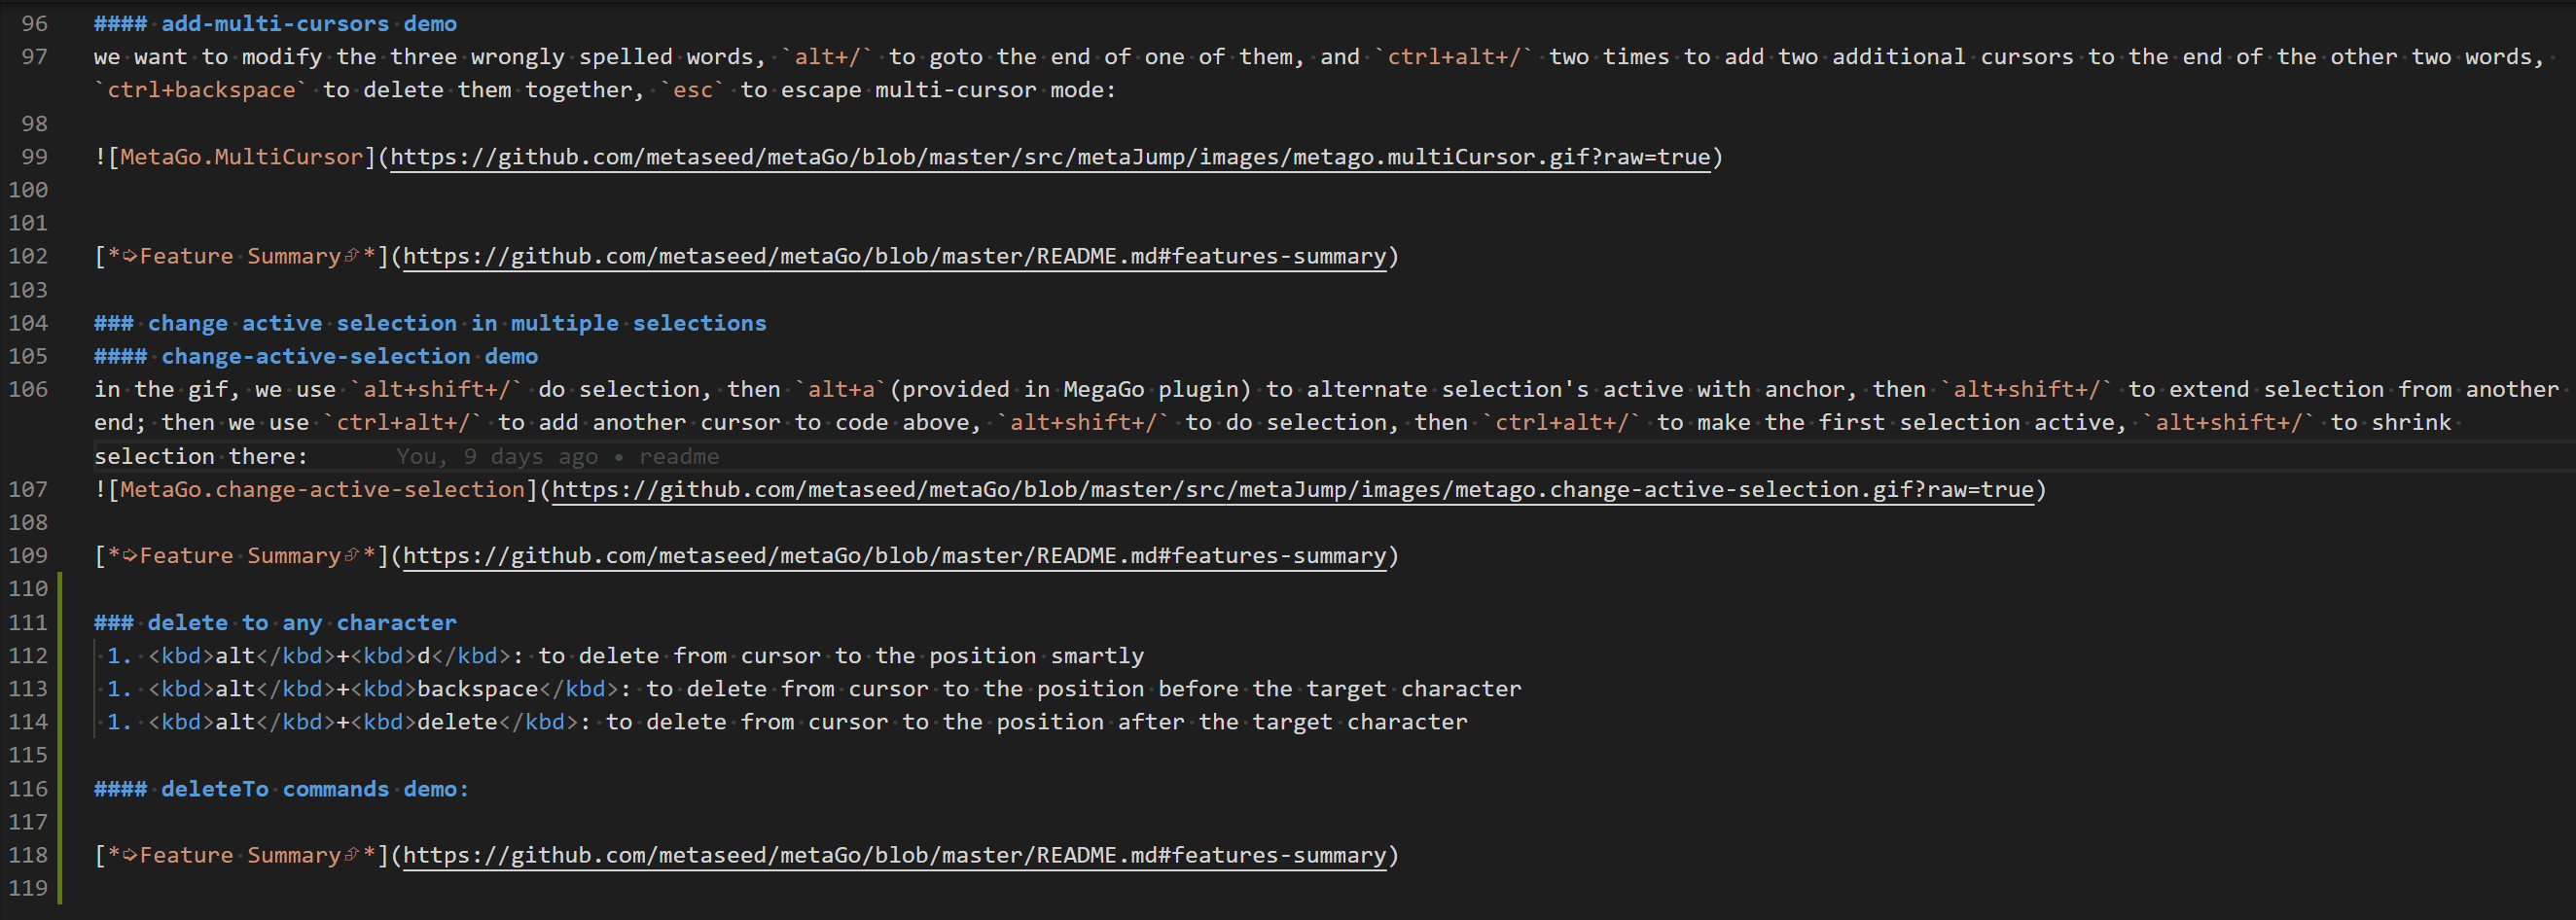 96 #### add-multi-cursors demo
97 we want to modify the three wrongly spelled words, `alt+/` to goto the end of one of them, and `ctrl+alt+/` two times to add two additional cursors to the end of the other two words,
`ctrl+backspace` to delete them together, `esc` to escape multi-cursor mode:
98
99 ![MetaGo.MultiCursor](https://github.com/metaseed/metaGo/blob/master/src/metaJump/images/metago.multiCursor.gif?raw=true)
100
101
102 [*➩Feature Summary⮵*](https://github.com/metaseed/metaGo/blob/master/README.md#features-summary)
103
104 ### change active selection in multiple selections
105 #### change-active-selection demo
106 in the gif, we use `alt+shift+/` do selection, then `alt+a`(provided in MegaGo plugin) to alternate selection's active with anchor, then `alt+shift+/` to extend selection from another
end; then we use `ctrl+alt+/` to add another cursor to code above, `alt+shift+/` to do selection, then `ctrl+alt+/` to make the first selection active, `alt+shift+/` to shrink
selection there: You, 9 days ago • readme
107 ![MetaGo.change-active-selection](https://github.com/metaseed/metaGo/blob/master/src/metaJump/images/metago.change-active-selection.gif?raw=true)
108
109 [*➩Feature Summary⮵*](https://github.com/metaseed/metaGo/blob/master/README.md#features-summary)
110
111 ### delete to any character
112 1. <kbd>alt</kbd>+<kbd>d</kbd>: to delete from cursor to the position smartly
113 1. <kbd>alt</kbd>+<kbd>backspace</kbd>: to delete from cursor to the position before the target character
114 1. <kbd>alt</kbd>+<kbd>delete</kbd>: to delete from cursor to the position after the target character
115
116 #### deleteTo commands demo:
117
118 [*➩Feature Summary⮵*](https://github.com/metaseed/metaGo/blob/master/README.md#features-summary)
119